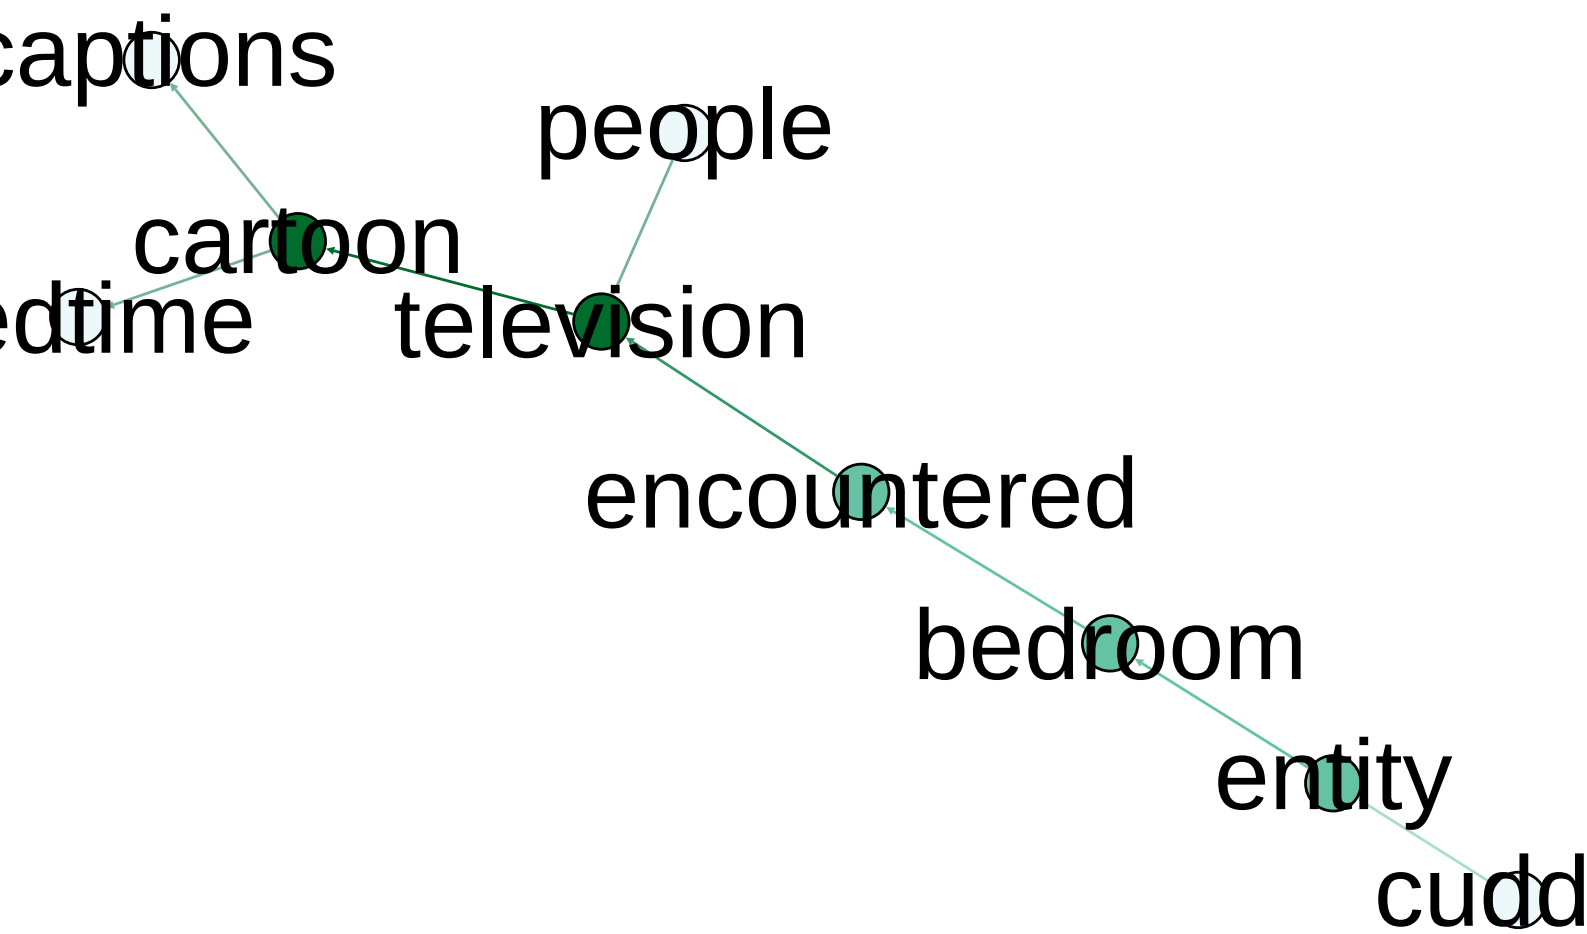 captions
people
cartoon
edtime
television
encountered
bedroom
entity
cudd